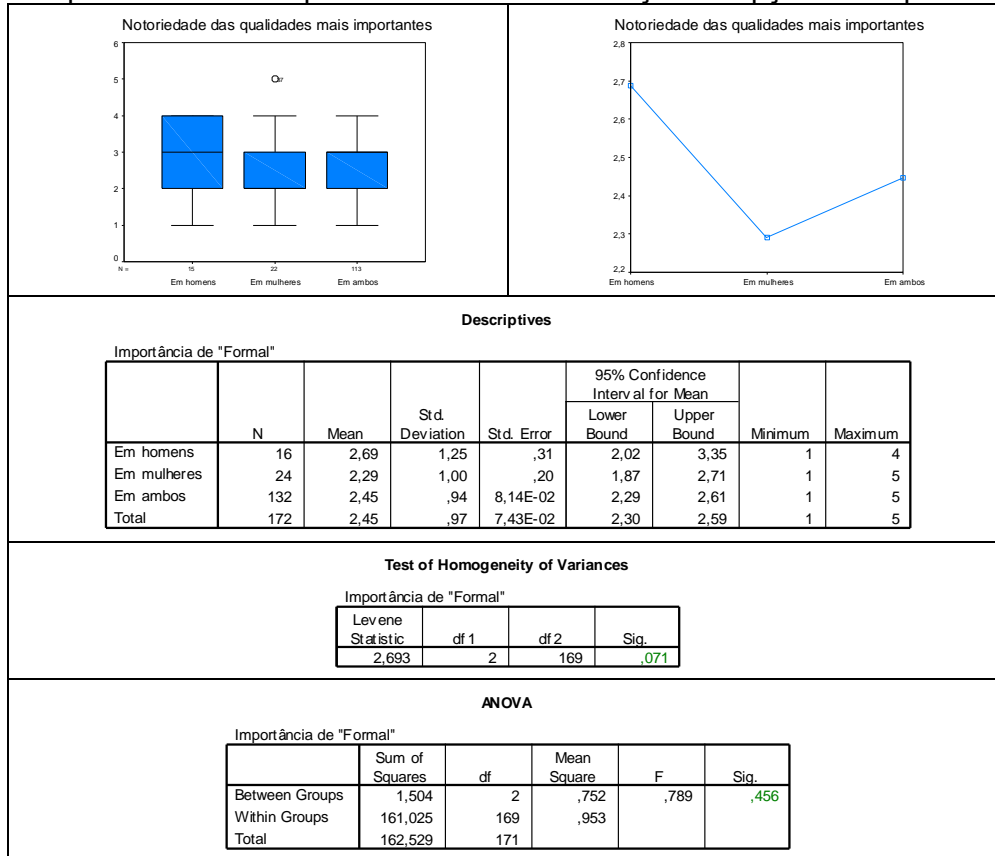 Notoriedade das qualidades mais importantes
6
5
4
3
2
1
0
N = 15 22 113
Em homens Em mulheres Em ambos
Notoriedade das qualidades mais importantes
2,8
2,7
2,6
2,5
2,4
2,3
2,2
Em homens Em mulheres Em ambos
Descriptives
Importância de "Formal"
95% Confidence
Interval for Mean
Std. Lower Upper
N Mean Deviation Std. Error Bound Bound Minimum Maximum
Em homens 16 2,69 1,25 ,31 2,02 3,35 1 4
Em mulheres 24 2,29 1,00 ,20 1,87 2,71 1 5
Em ambos 132 2,45 ,94 8,14E-02 2,29 2,61 1 5
Total 172 2,45 ,97 7,43E-02 2,30 2,59 1 5
Test of Homogeneity of Variances
Importância de "Formal"
Levene
Statistic df1 df2 Sig.
2,693 2 169 ,071
ANOVA
Importância de "Formal"
Sum of Mean
Squares df Square F Sig.
Between Groups 1,504 2 ,752 ,789 ,456
Within Groups 161,025 169 ,953
Total 162,529 171